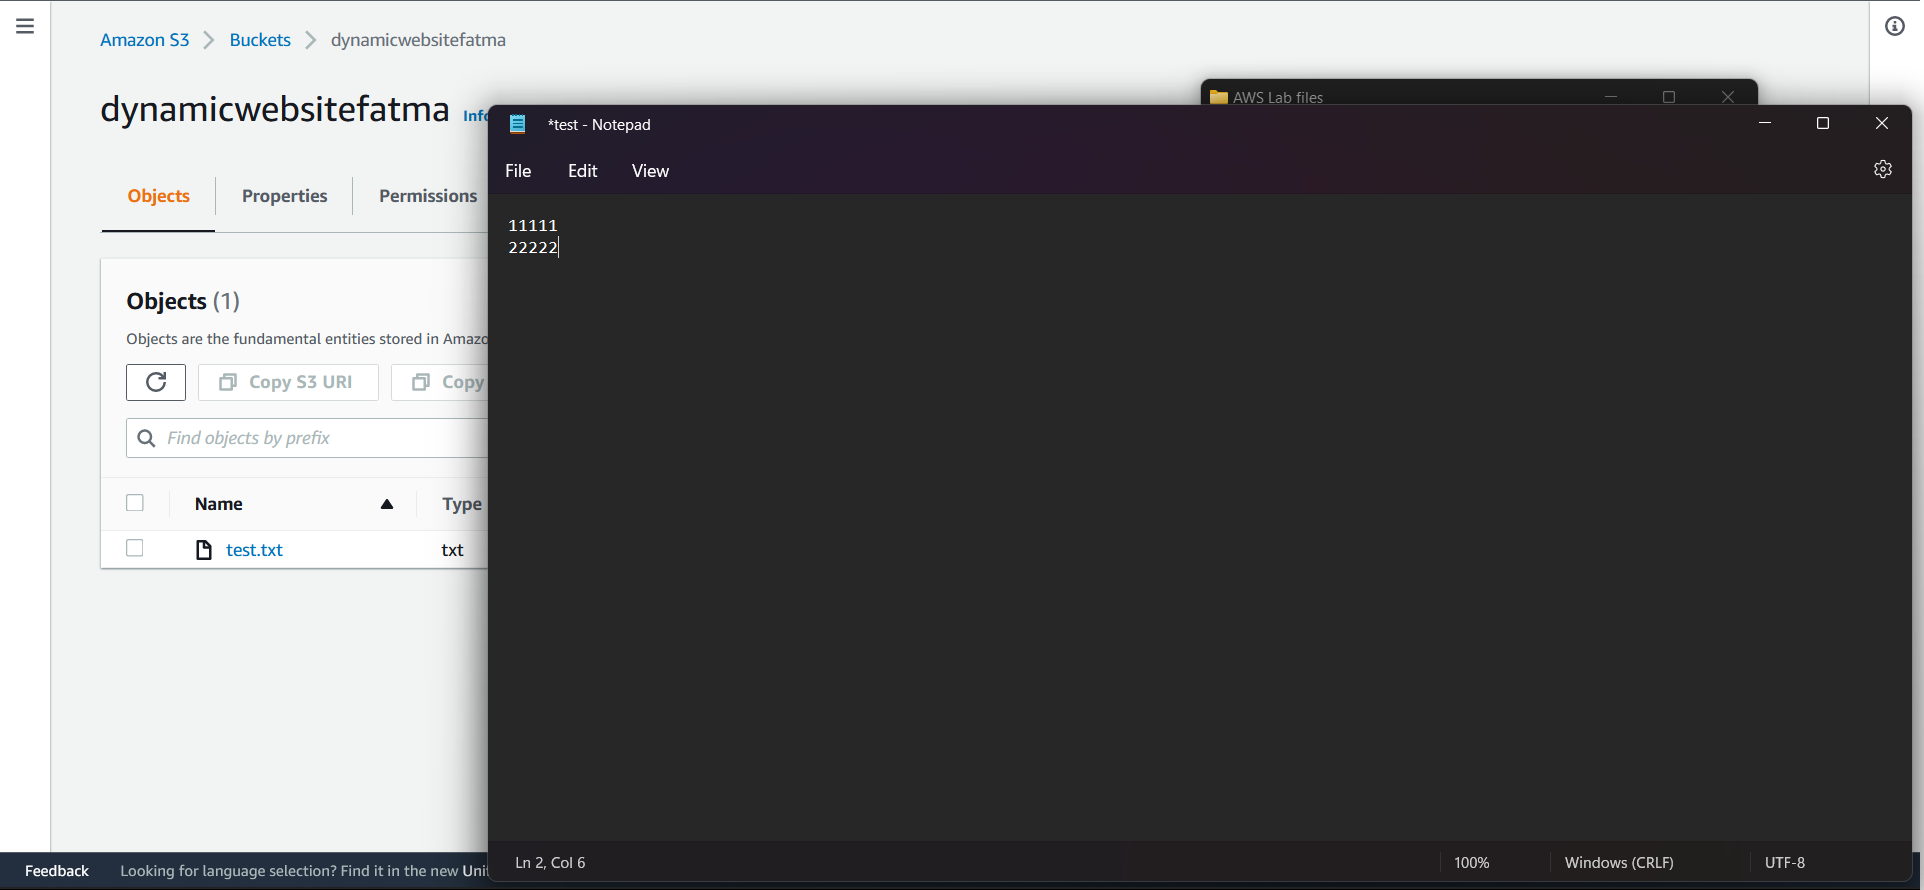 Amazon S3 > Buckets > dynamicwebsitefatma
dynamicwebsitefatma Info
AWS Lab files
*test - Notepad
File Edit View
11111
22222
Objects Properties Permissions
Objects (1)
Objects are the fundamental entities stored in Amazo
Copy S3 URI Copy
Find objects by prefix
Name Type
test.txt txt
Ln 2, Col 6 100% Windows (CRLF) UTF-8
Feedback Looking for language selection? Find it in the new Uni